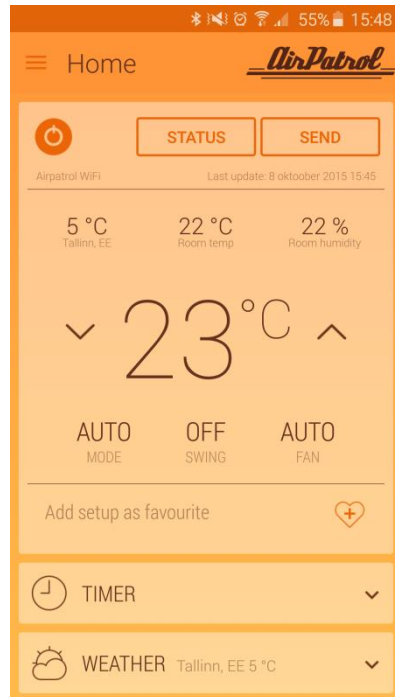 55% 15:48
Home AirPatrol
STATUS SEND
Airpatrol WiFi Last update: 8 oktoober 2015 15:45
5 °C 22 °C 22 %
Tallinn, EE Room temp Room humidity
23°C
AUTO OFF AUTO
MODE SWING FAN
Add setup as favourite
TIMER
WEATHER Tallinn, EE 5 °C